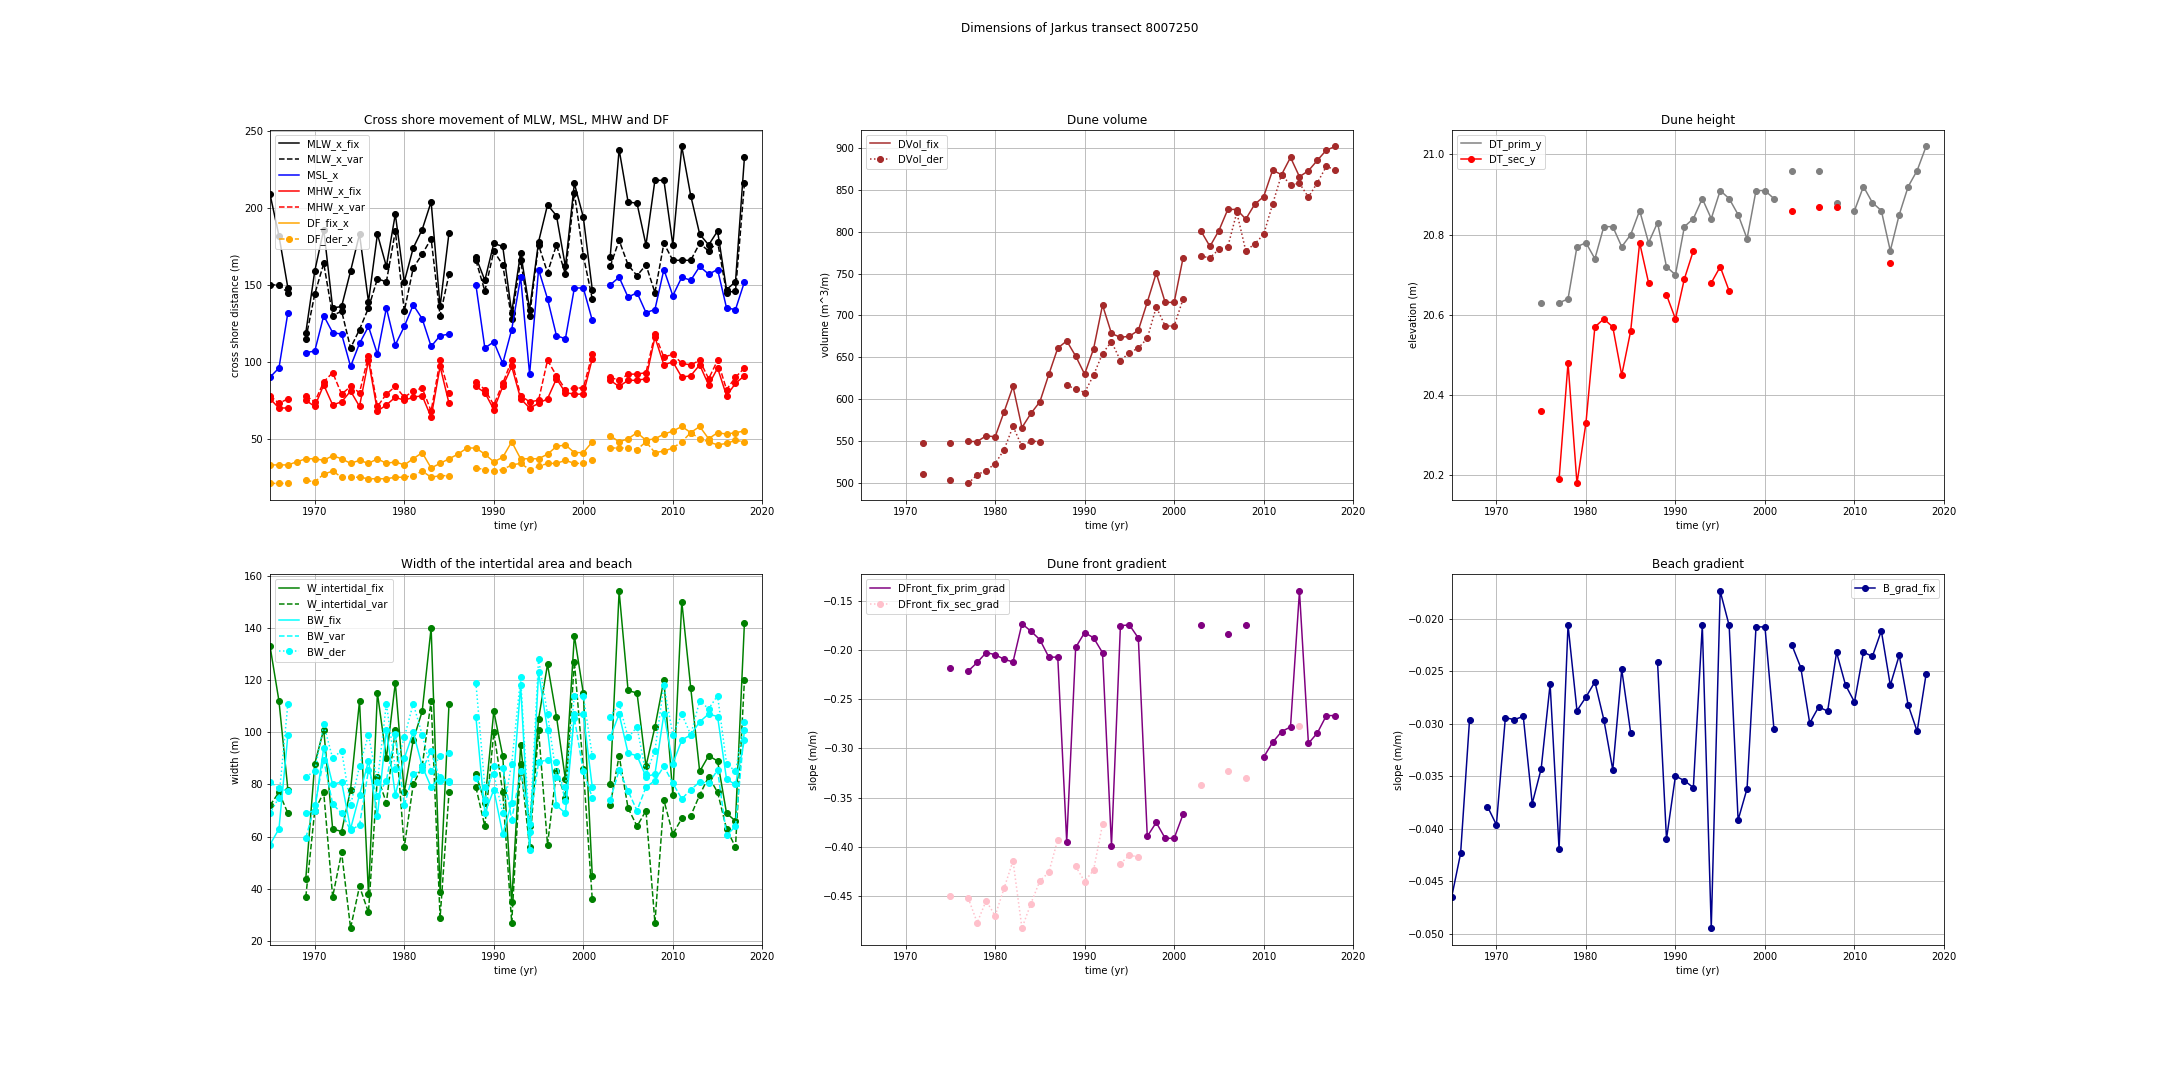 Dimensions of Jarkus transect 8007250
Cross shore movement of MLW, MSL, MHW and DF
cross shore distance (m)
250
200
150
100
50
MLW_x_fix
MLW_x_var
MSL_x
MHW_x_fix
MHW_x_var
DF_fix_x
DF_der_x
1970 1980 1990 2000 2010 2020
time (yr)
Dune volume
volume (m^3/m)
900
850
800
750
700
650
600
550
500
DVol_fix
DVol_der
1970 1980 1990 2000 2010 2020
time (yr)
Dune height
elevation (m)
21.0
20.8
20.6
20.4
20.2
DT_prim_y
DT_sec_y
1970 1980 1990 2000 2010 2020
time (yr)
Width of the intertidal area and beach
width (m)
160
140
120
100
80
60
40
20
W_intertidal_fix
W_intertidal_var
BW_fix
BW_var
BW_der
1970 1980 1990 2000 2010 2020
time (yr)
Dune front gradient
slope (m/m)
−0.15
−0.20
−0.25
−0.30
−0.35
−0.40
−0.45
DFront_fix_prim_grad
DFront_fix_sec_grad
1970 1980 1990 2000 2010 2020
time (yr)
Beach gradient
slope (m/m)
−0.020
−0.025
−0.030
−0.035
−0.040
−0.045
−0.050
B_grad_fix
1970 1980 1990 2000 2010 2020
time (yr)